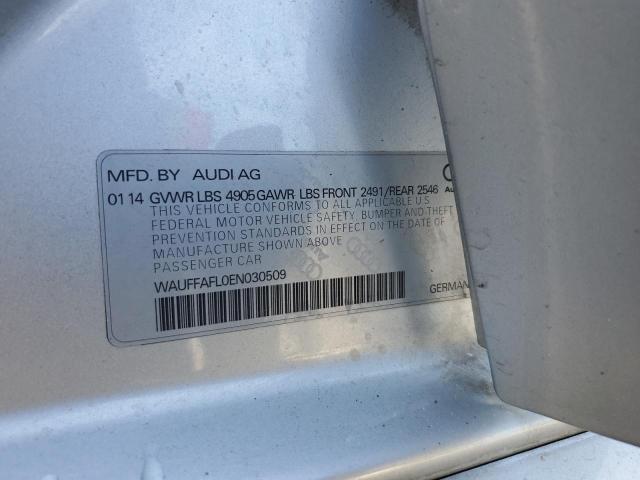 MFD. BY AUDI AG
01 14 GVWR LBS 4905 GAWR LBS FRONT 2491/REAR 2546
THIS VEHICLE CONFORMS TO ALL APPLICABLE U.S
FEDERAL MOTOR VEHICLE SAFETY, BUMPER AND THEFT
PREVENTION STANDARDS IN EFFECT ON THE DATE OF
MANUFACTURE SHOWN ABOVE
PASSENGER CAR
WAUFFAFL0EN030509
GERMAN